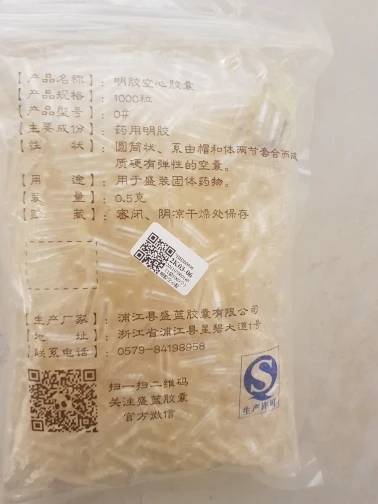 【产品名称】：明胶空心胶囊
【产品规格】：1000粒
【产品型号】：0#
【主要成份】：药用明胶
【性 状】：圆筒状、系由帽和体两节套合而成
质硬有弹性的空囊。
【用 途】：用于盛装固体药物。
【装 量】：0.5克
【贮 藏】：密闭、阴凉干燥处保存
2K03-06
【生产厂家】：浦江县盛蓝胶囊有限公司
【地 址】：浙江省浦江县星碧大道1号
【联系电话】：0579-84198958
扫一扫二维码
关注盛蓝胶囊
官方微信
生产许可